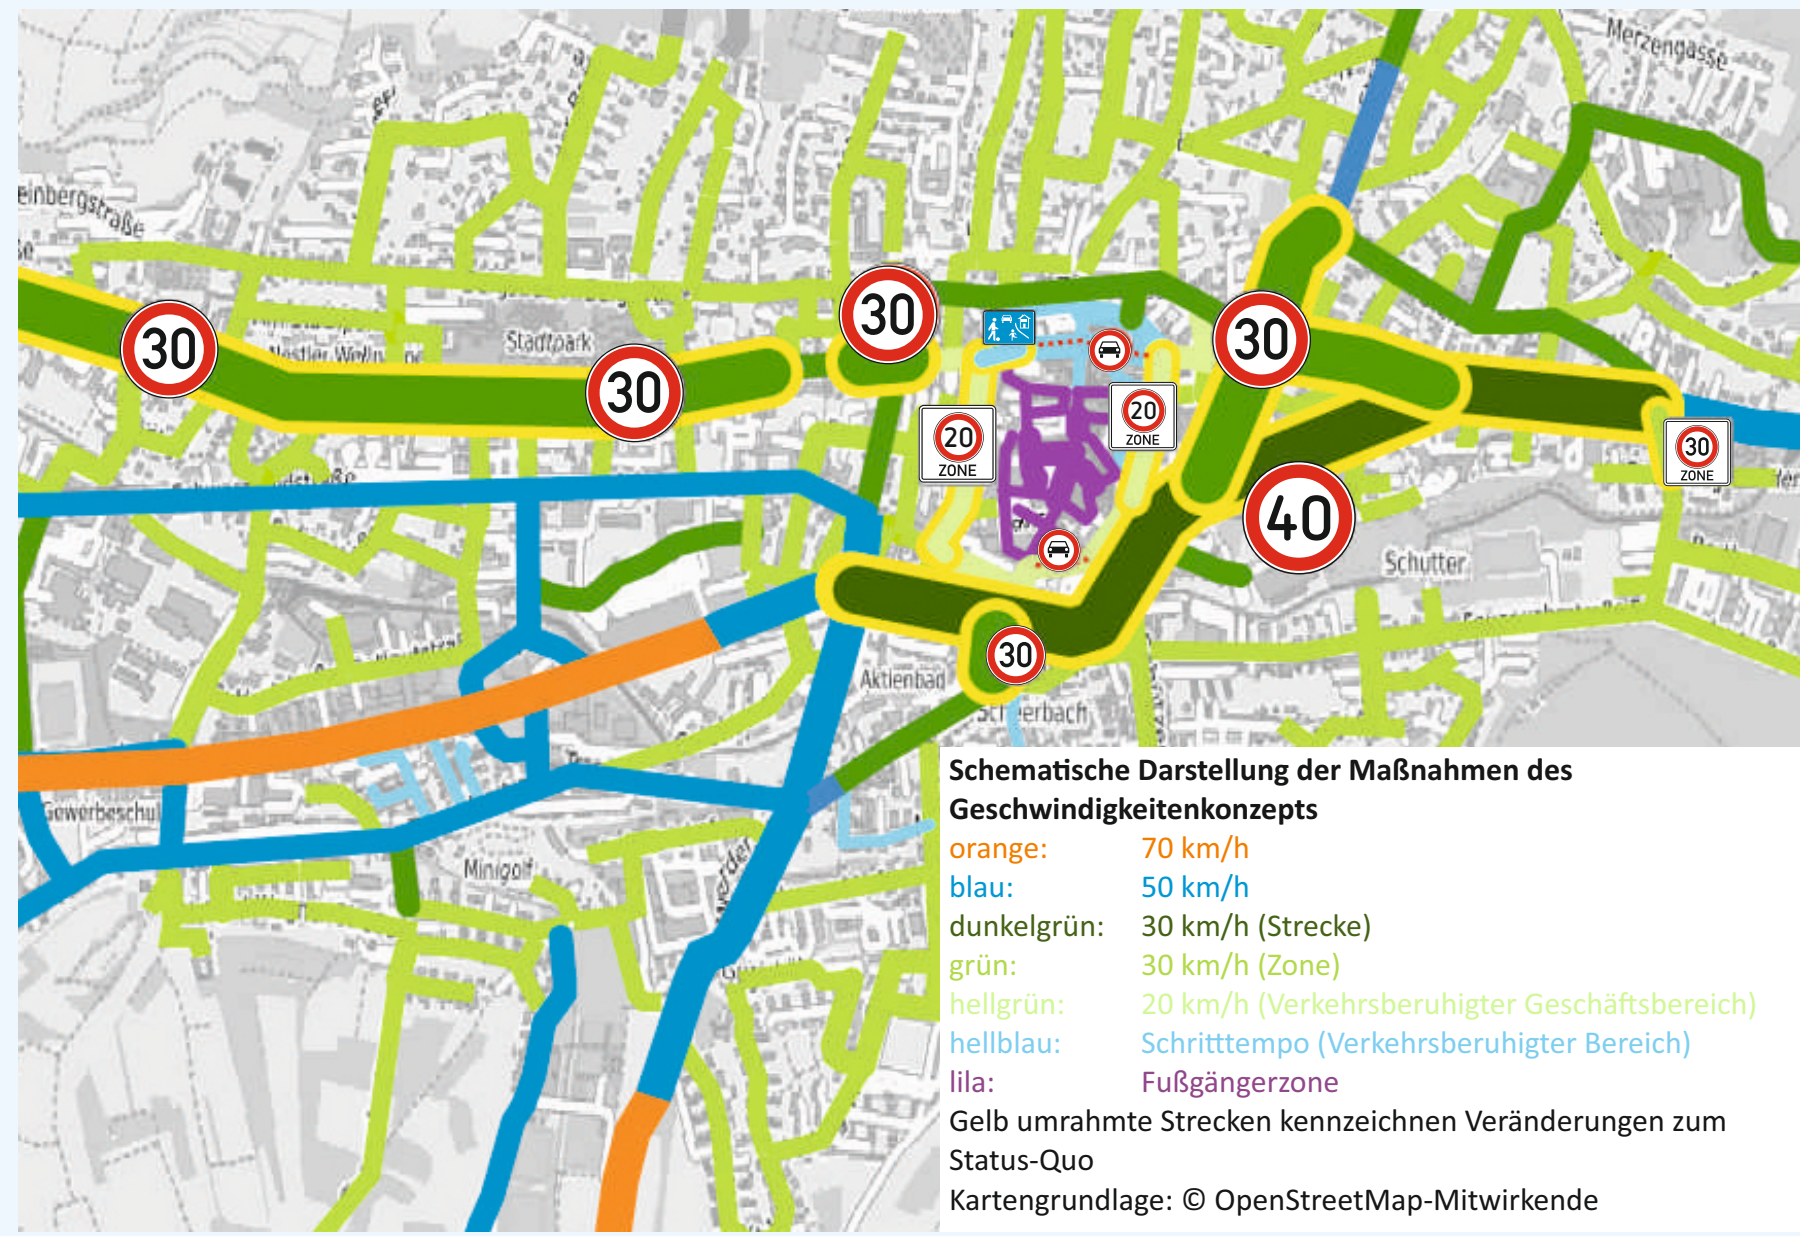 Merzengasse
einbergstraße
Stadtpark
30
30
30
30
20
ZONE
20
ZONE
30
ZONE
40
Schutter
30
Aktienbad
Gewerbeschul
Minigolf
Schematische Darstellung der Maßnahmen des
Geschwindigkeitenkonzepts
orange: 70 km/h
blau: 50 km/h
dunkelgrün: 30 km/h (Strecke)
grün: 30 km/h (Zone)
hellgrün: 20 km/h (Verkehrsberuhigter Geschäftsbereich)
hellblau: Schritttempo (Verkehrsberuhigter Bereich)
lila: Fußgängerzone
Gelb umrahmte Strecken kennzeichnen Veränderungen zum
Status-Quo
Kartengrundlage: © OpenStreetMap-Mitwirkende